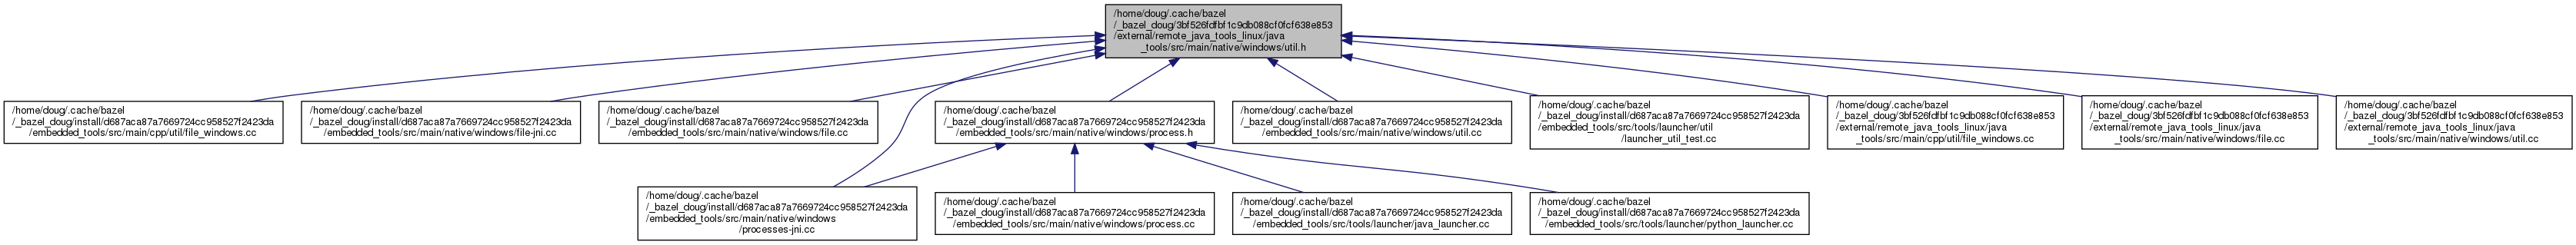 /home/doug/.cache/bazel
/_bazel_doug/3bf526fdfbf1c9db088cf0fcf638e853
/external/remote_java_tools_linux/java
_tools/src/main/native/windows/util.h
/home/doug/.cache/bazel
/_bazel_doug/install/d687aca87a7669724cc958527f2423da
/embedded_tools/src/main/cpp/util/file_windows.cc
/home/doug/.cache/bazel
/_bazel_doug/install/d687aca87a7669724cc958527f2423da
/embedded_tools/src/main/native/windows/file-jni.cc
/home/doug/.cache/bazel
/_bazel_doug/install/d687aca87a7669724cc958527f2423da
/embedded_tools/src/main/native/windows/file.cc
/home/doug/.cache/bazel
/_bazel_doug/install/d687aca87a7669724cc958527f2423da
/embedded_tools/src/main/native/windows/process.h
/home/doug/.cache/bazel
/_bazel_doug/install/d687aca87a7669724cc958527f2423da
/embedded_tools/src/main/native/windows/util.cc
/home/doug/.cache/bazel
/_bazel_doug/install/d687aca87a7669724cc958527f2423da
/embedded_tools/src/tools/launcher/util
/launcher_util_test.cc
/home/doug/.cache/bazel
/_bazel_doug/3bf526fdfbf1c9db088cf0fcf638e853
/external/remote_java_tools_linux/java
_tools/src/main/cpp/util/file_windows.cc
/home/doug/.cache/bazel
/_bazel_doug/3bf526fdfbf1c9db088cf0fcf638e853
/external/remote_java_tools_linux/java
_tools/src/main/native/windows/file.cc
/home/doug/.cache/bazel
/_bazel_doug/3bf526fdfbf1c9db088cf0fcf638e853
/external/remote_java_tools_linux/java
_tools/src/main/native/windows/util.cc
/home/doug/.cache/bazel
/_bazel_doug/install/d687aca87a7669724cc958527f2423da
/embedded_tools/src/main/native/windows
/processes-jni.cc
/home/doug/.cache/bazel
/_bazel_doug/install/d687aca87a7669724cc958527f2423da
/embedded_tools/src/main/native/windows/process.cc
/home/doug/.cache/bazel
/_bazel_doug/install/d687aca87a7669724cc958527f2423da
/embedded_tools/src/tools/launcher/java_launcher.cc
/home/doug/.cache/bazel
/_bazel_doug/install/d687aca87a7669724cc958527f2423da
/embedded_tools/src/tools/launcher/python_launcher.cc